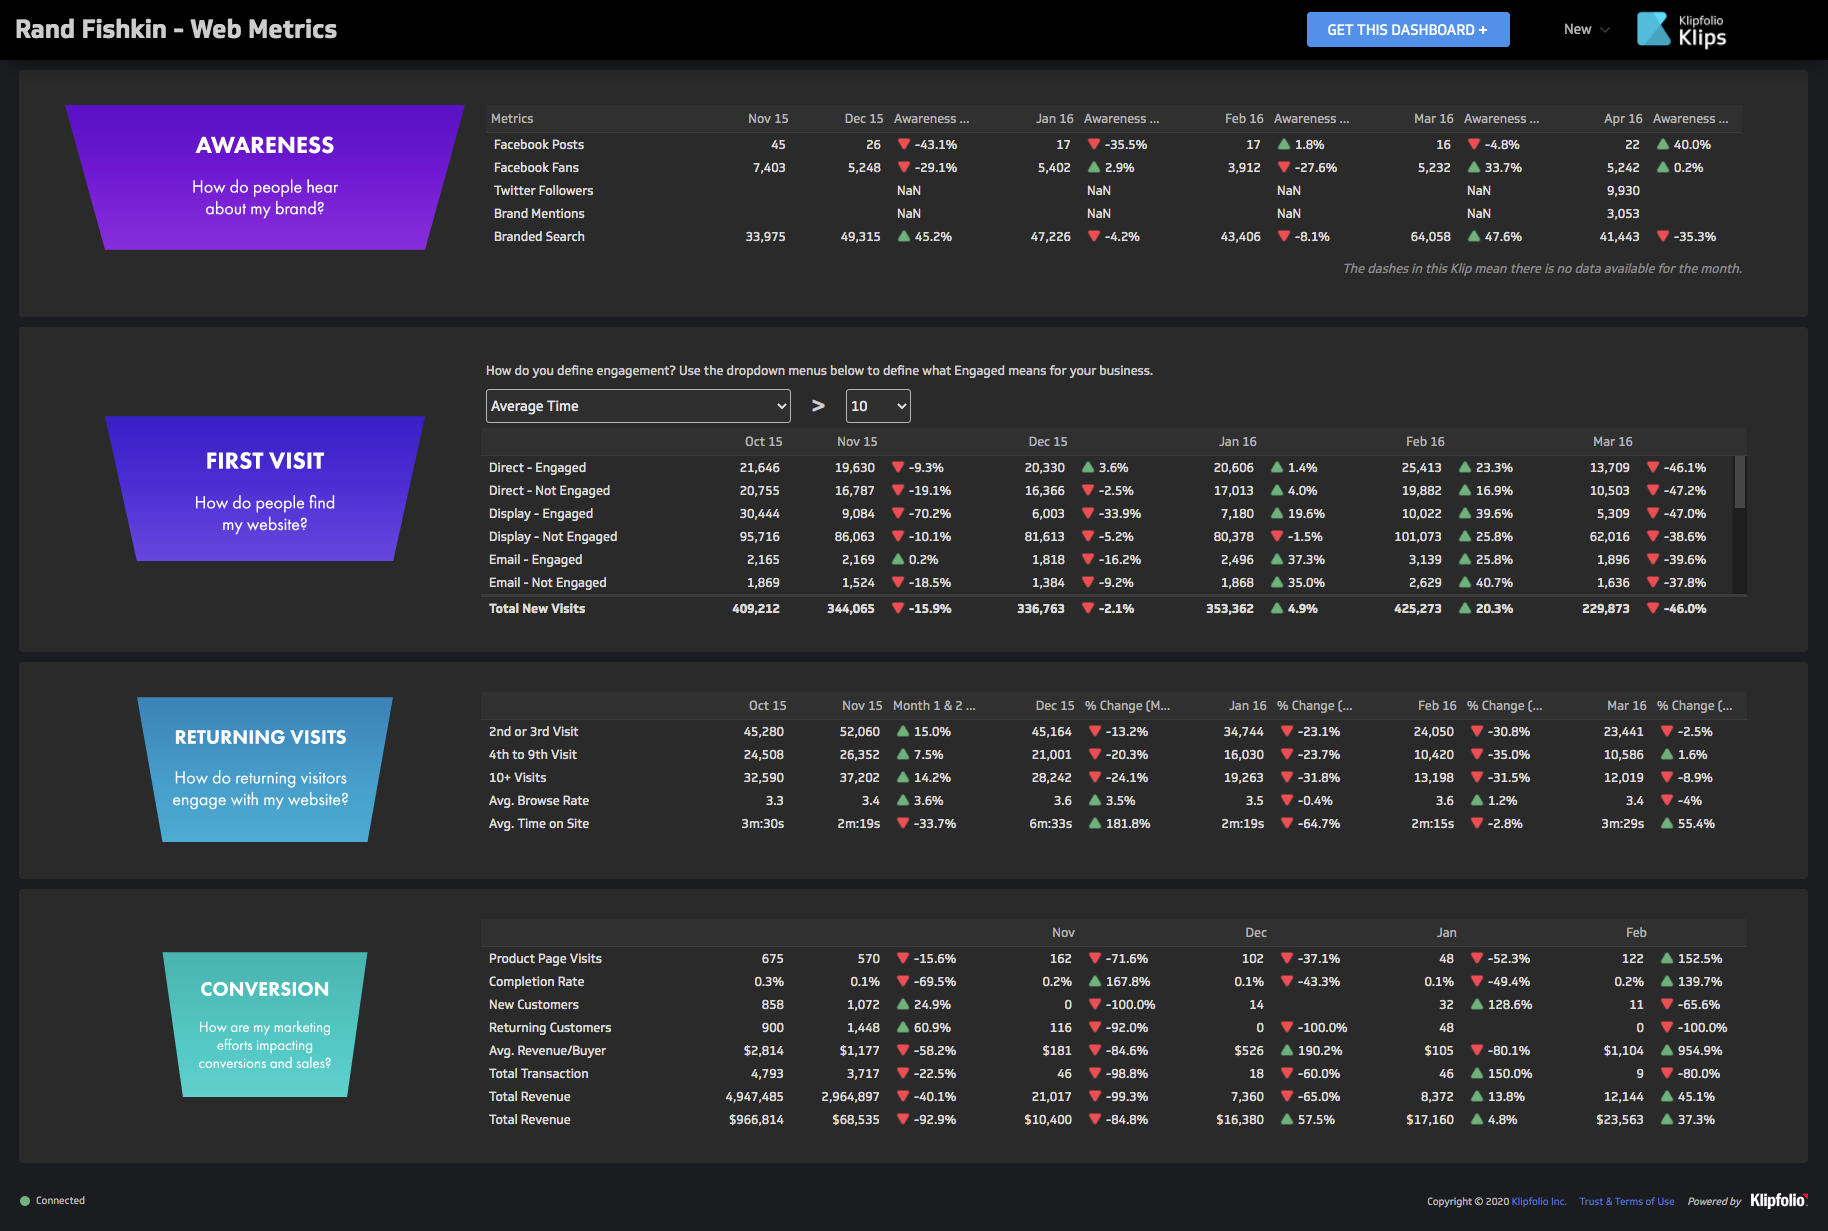 Rand Fishkin - Web Metrics
GET THIS DASHBOARD +
New
Klipfolio
Klips
AWARENESS
How do people hear
about my brand?
Metrics Nov 15 Dec 15 Awareness ... Jan 16 Awareness ... Feb 16 Awareness ... Mar 16 Awareness ... Apr 16 Awareness ...
Facebook Posts 45 26 -43.1% 17 -35.5% 17 1.8% 16 -4.8% 22 40.0%
Facebook Fans 7,403 5,248 -29.1% 5,402 2.9% 3,912 -27.6% 5,232 33.7% 5,242 0.2%
Twitter Followers NaN NaN NaN NaN 9,930
Brand Mentions NaN NaN NaN NaN 3,053
Branded Search 33,975 49,315 45.2% 47,226 -4.2% 43,406 -8.1% 64,058 47.6% 41,443 -35.3%
The dashes in this Klip mean there is no data available for the month.
FIRST VISIT
How do people find
my website?
How do you define engagement? Use the dropdown menus below to define what Engaged means for your business.
Average Time > 10
Oct 15 Nov 15 Dec 15 Jan 16 Feb 16 Mar 16
Direct - Engaged 21,646 19,630 -9.3% 20,330 3.6% 20,606 1.4% 25,413 23.3% 13,709 -46.1%
Direct - Not Engaged 20,755 16,787 -19.1% 16,366 -2.5% 17,013 4.0% 19,882 16.9% 10,503 -47.2%
Display - Engaged 30,444 9,084 -70.2% 6,003 -33.9% 7,180 19.6% 10,022 39.6% 5,309 -47.0%
Display - Not Engaged 95,716 86,063 -10.1% 81,613 -5.2% 80,378 -1.5% 101,073 25.8% 62,016 -38.6%
Email - Engaged 2,165 2,169 0.2% 1,818 -16.2% 2,496 37.3% 3,139 25.8% 1,896 -39.6%
Email - Not Engaged 1,869 1,524 -18.5% 1,384 -9.2% 1,868 35.0% 2,629 40.7% 1,636 -37.8%
Total New Visits 409,212 344,065 -15.9% 336,763 -2.1% 353,362 4.9% 425,273 20.3% 229,873 -46.0%
RETURNING VISITS
How do returning visitors
engage with my website?
Oct 15 Nov 15 Month 1 & 2 ... Dec 15 % Change (M... Jan 16 % Change (... Feb 16 % Change (... Mar 16 % Change (...
2nd or 3rd Visit 45,280 52,060 15.0% 45,164 -13.2% 34,744 -23.1% 24,050 -30.8% 23,441 -2.5%
4th to 9th Visit 24,508 26,352 7.5% 21,001 -20.3% 16,030 -23.7% 10,420 -35.0% 10,586 1.6%
10+ Visits 32,590 37,202 14.2% 28,242 -24.1% 19,263 -31.8% 13,198 -31.5% 12,019 -8.9%
Avg. Browse Rate 3.3 3.4 3.6% 3.6 3.5% 3.5 -0.4% 3.6 1.2% 3.4 -4%
Avg. Time on Site 3m:30s 2m:19s -33.7% 6m:33s 181.8% 2m:19s -64.7% 2m:15s -2.8% 3m:29s 55.4%
CONVERSION
How are my marketing
efforts impacting
conversions and sales?
Nov Dec Jan Feb
Product Page Visits 675 570 -15.6% 162 -71.6% 102 -37.1% 48 -52.3% 122 152.5%
Completion Rate 0.3% 0.1% -69.5% 0.2% 167.8% 0.1% -43.3% 0.1% -49.4% 0.2% 139.7%
New Customers 858 1,072 24.9% 0 -100.0% 14 32 128.6% 11 -65.6%
Returning Customers 900 1,448 60.9% 116 -92.0% 0 -100.0% 48 0 -100.0%
Avg. Revenue/Buyer $2,814 $1,177 -58.2% $181 -84.6% $526 190.2% $105 -80.1% $1,104 954.9%
Total Transaction 4,793 3,717 -22.5% 46 -98.8% 18 -60.0% 46 150.0% 9 -80.0%
Total Revenue 4,947,485 2,964,897 -40.1% 21,017 -99.3% 7,360 -65.0% 8,372 13.8% 12,144 45.1%
Total Revenue $966,814 $68,535 -92.9% $10,400 -84.8% $16,380 57.5% $17,160 4.8% $23,563 37.3%
Connected
Copyright © 2020 Klipfolio Inc. Trust & Terms of Use Powered by Klipfolio